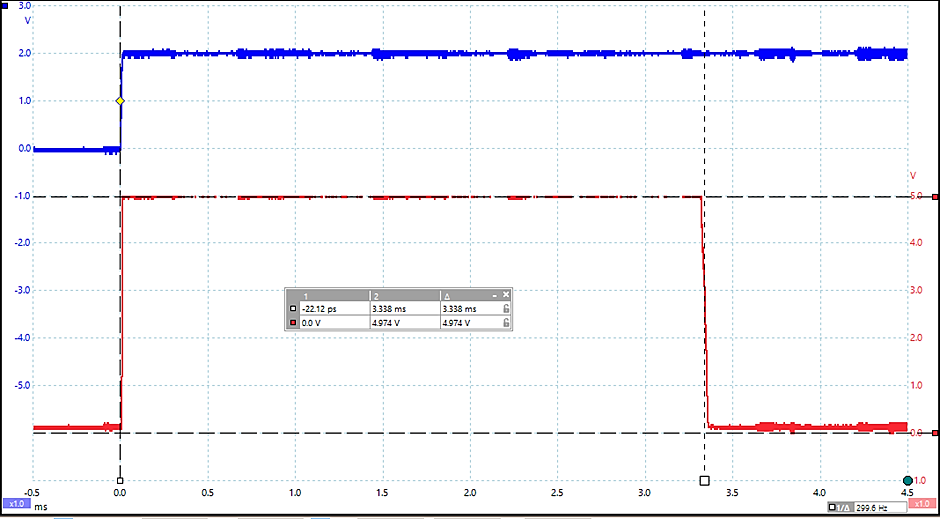 3.0
V
2.0
1.0
0.0
V
-1.0 5.0
-2.0 4.0
-3.0 3.0
1 2 Δ
-22.12 ps 3.338 ms 3.338 ms
0.0 V 4.974 V 4.974 V
-4.0 2.0
-5.0 1.0
0.0
-1.0
-0.5 0.0 0.5 1.0 1.5 2.0 2.5 3.0 3.5 4.0 4.5
x1.0 ms 1/Δ 299.6 Hz x1.0